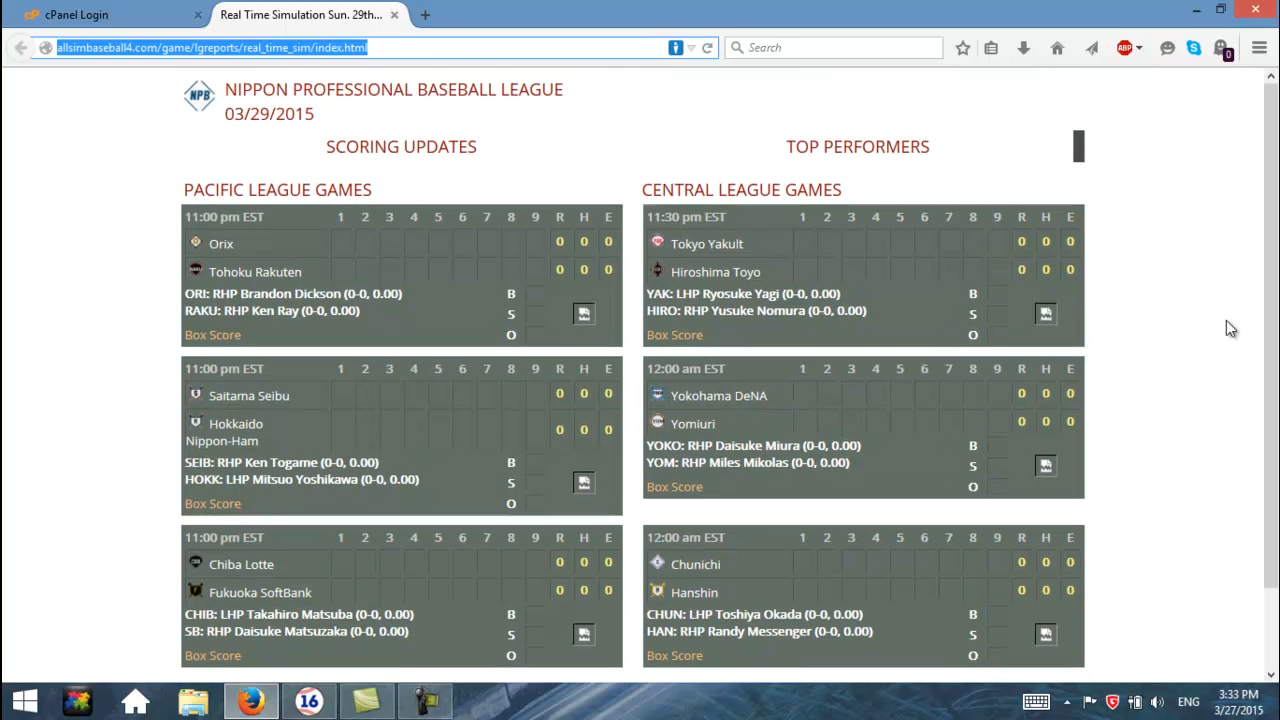 cPanel Login
Real Time Simulation Sun. 29th...
allsimbaseball4.com/game/lgreports/real_time_sim/index.html
Search
ABP
0
NPB
NIPPON PROFESSIONAL BASEBALL LEAGUE
03/29/2015
SCORING UPDATES
TOP PERFORMERS
PACIFIC LEAGUE GAMES
11:00 pm EST 1 2 3 4 5 6 7 8 9 R H E
Orix 0 0 0
Tohoku Rakuten 0 0 0
ORI: RHP Brandon Dickson (0-0, 0.00) B
RAKU: RHP Ken Ray (0-0, 0.00) S
Box Score O
11:00 pm EST 1 2 3 4 5 6 7 8 9 R H E
Saitama Seibu 0 0 0
Hokkaido
Nippon-Ham 0 0 0
SEIB: RHP Ken Togame (0-0, 0.00) B
HOKK: LHP Mitsuo Yoshikawa (0-0, 0.00) S
Box Score O
11:00 pm EST 1 2 3 4 5 6 7 8 9 R H E
Chiba Lotte 0 0 0
Fukuoka SoftBank 0 0 0
CHIB: LHP Takahiro Matsuba (0-0, 0.00) B
SB: RHP Daisuke Matsuzaka (0-0, 0.00) S
Box Score O
CENTRAL LEAGUE GAMES
11:30 pm EST 1 2 3 4 5 6 7 8 9 R H E
Tokyo Yakult 0 0 0
Hiroshima Toyo 0 0 0
YAK: LHP Ryosuke Yagi (0-0, 0.00) B
HIRO: RHP Yusuke Nomura (0-0, 0.00) S
Box Score O
12:00 am EST 1 2 3 4 5 6 7 8 9 R H E
Yokohama DeNA 0 0 0
Yomiuri 0 0 0
YOKO: RHP Daisuke Miura (0-0, 0.00) B
YOM: RHP Miles Mikolas (0-0, 0.00) S
Box Score O
12:00 am EST 1 2 3 4 5 6 7 8 9 R H E
Chunichi 0 0 0
Hanshin 0 0 0
CHUN: LHP Toshiya Okada (0-0, 0.00) B
HAN: RHP Randy Messenger (0-0, 0.00) S
Box Score O
16
ENG
3:33 PM
3/27/2015